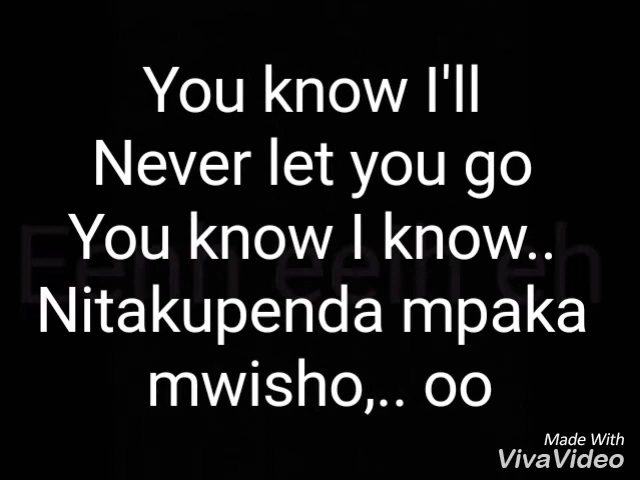 You know I'll
Never let you go
You know I know..
Nitakupenda mpaka
mwisho,.. oo
Made With
VivaVideo